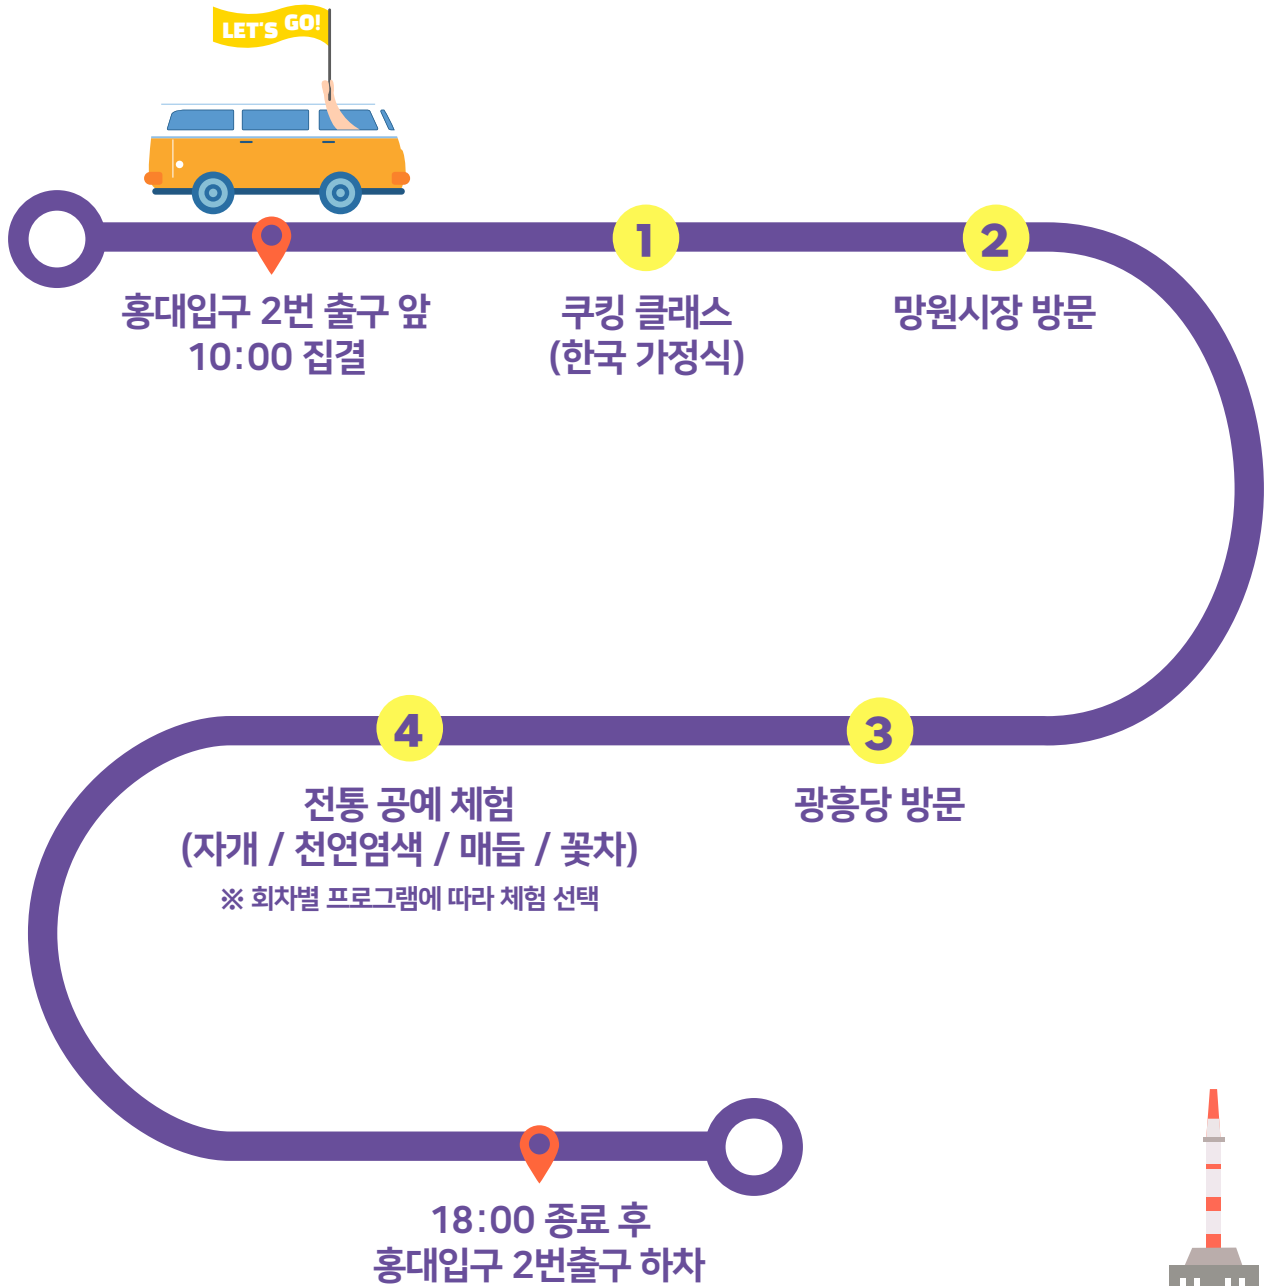 LET'S GO!
홍대입구 2번 출구 앞
10:00 집결
1
쿠킹 클래스
(한국 가정식)
2
망원시장 방문
3
광흥당 방문
4
전통 공예 체험
(자개 / 천연염색 / 매듭 / 꽃차)
※ 회차별 프로그램에 따라 체험 선택
18:00 종료 후
홍대입구 2번출구 하차